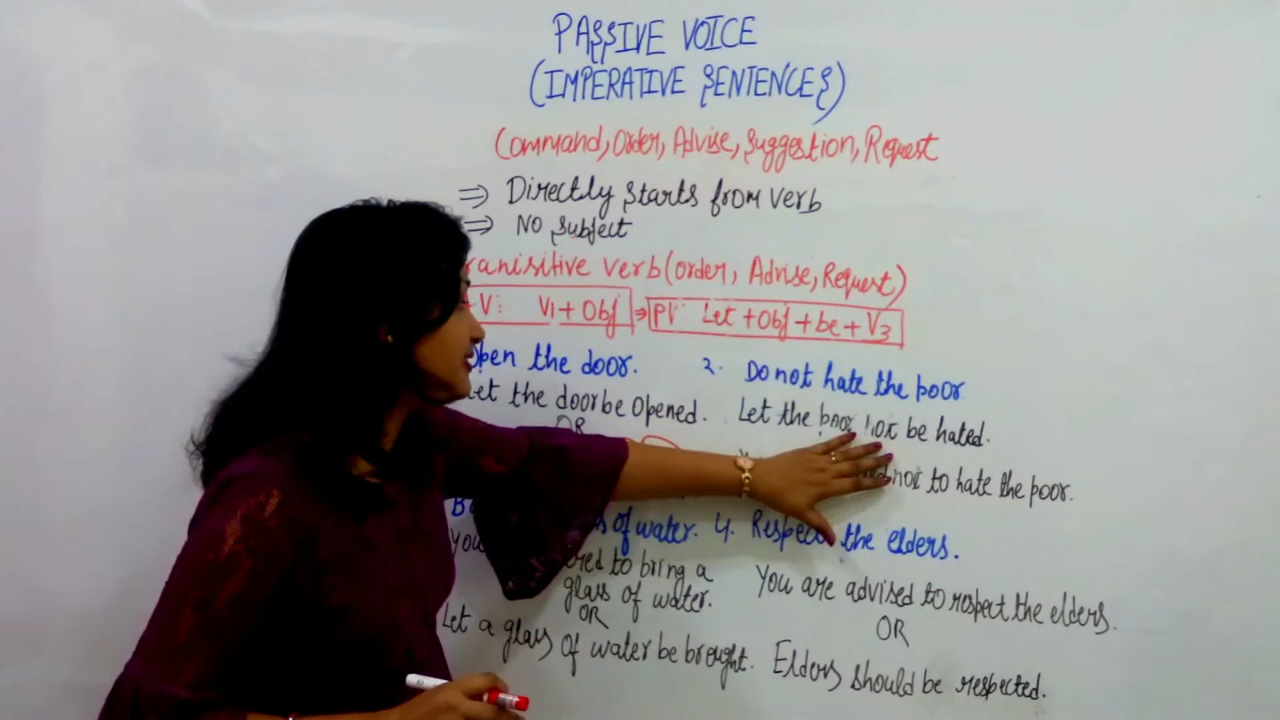 PASSIVE VOICE
(IMPERATIVE SENTENCES)
Command, Order, Advise, Suggestion, Request
⇒ Directly starts from verb
⇒ No subject
verb (order, Advise, Request)
V: V1 + Obj ⇒ PV: Let + Obj + be + V3
Open the door. 2. Do not hate the poor
Let the door be Opened. Let the poor not be hated.
OR
not to hate the poor.
of water. 4. Respect the elders.
You to bring a
glass of water. You are advised to respect the elders.
OR OR
Let a glass of water be brought. Elders should be respected.